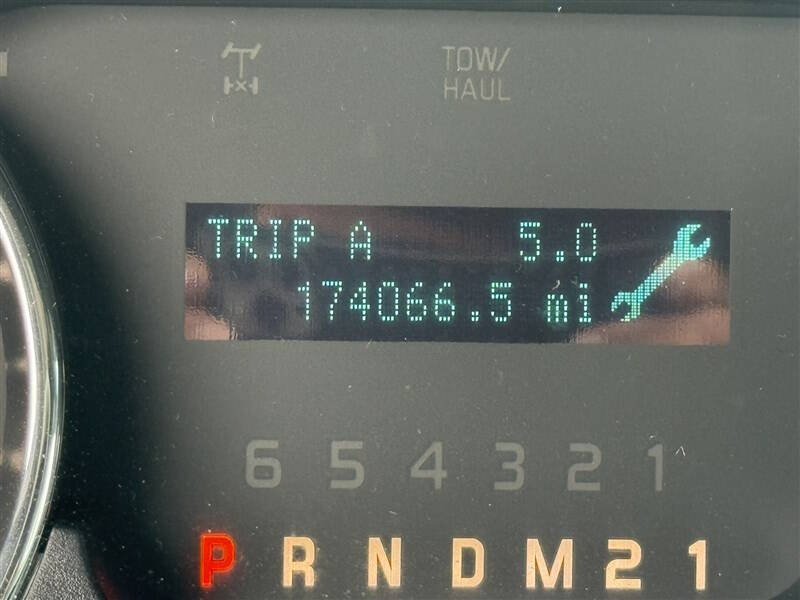 TOW/
HAUL
TRIP A 5.0
174066.5 mi
6 5 4 3 2 1
P R N D M 2 1